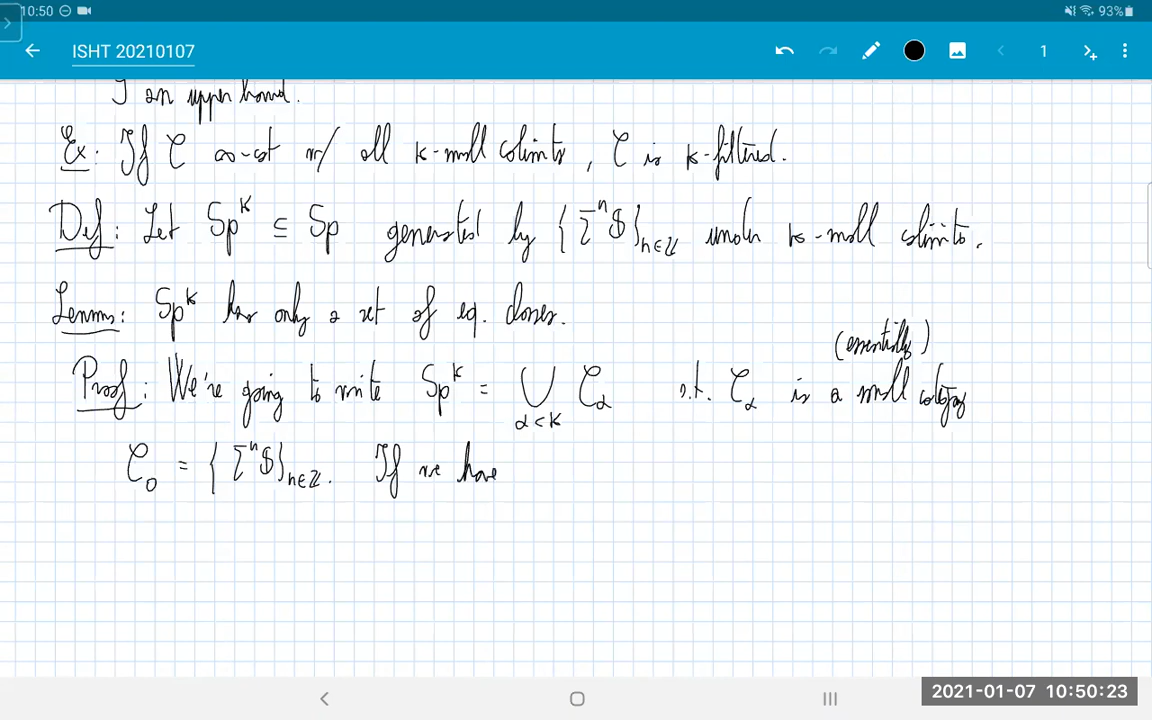 10:50
93%
ISHT 20210107
1
I an upper bound.
Ex: If C ∞-cat w/ all κ-small colimits, C is κ-filtered.
Def: Let Sp^κ ⊆ Sp generated by {Σ^n 𝕊}_{n∈ℤ} under κ-small colimits.
Lemma: Sp^κ has only a set of eq. classes.
(essentially)
Proof: We're going to write Sp^κ = ⋃_{α<κ} C_α s.t. C_α is a small category
C_0 = {Σ^n 𝕊}_{n∈ℤ}. If we have
2021-01-07 10:50:23